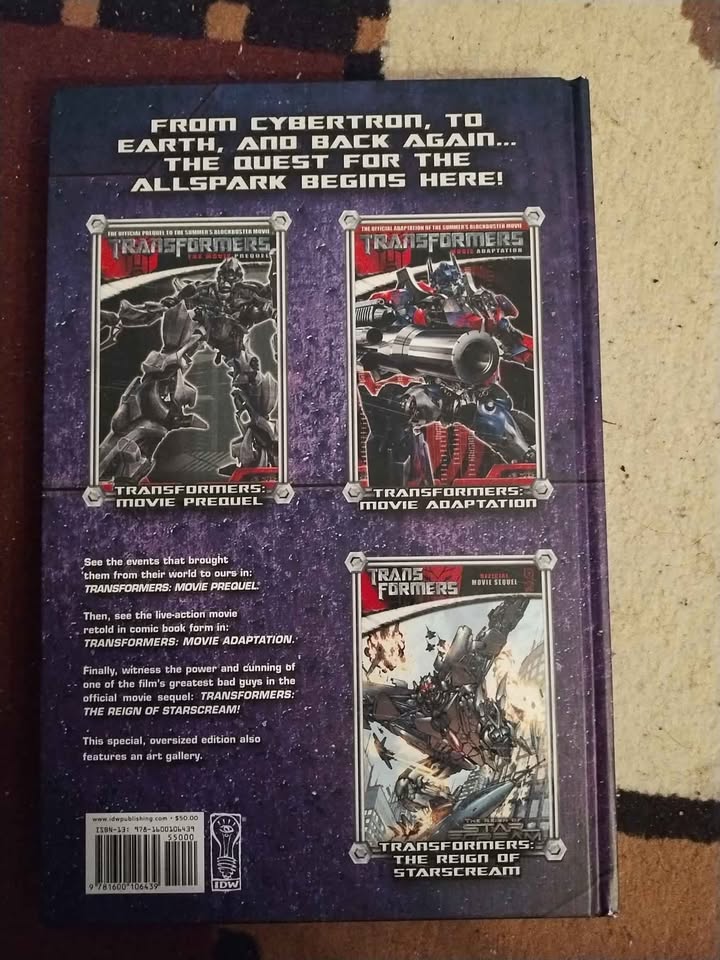 FROM CYBERTRON, TO
EARTH, AND BACK AGAIN...
THE QUEST FOR THE
ALLSPARK BEGINS HERE!
THE OFFICIAL PREQUEL TO THE SUMMER'S BLOCKBUSTER MOVIE
TRANSFORMERS
THE MOVIE PREQUEL
TRANSFORMERS:
MOVIE PREQUEL
THE OFFICIAL ADAPTATION OF THE SUMMER'S BLOCKBUSTER MOVIE
TRANSFORMERS
MOVIE ADAPTATION
TRANSFORMERS:
MOVIE ADAPTATION
See the events that brought
them from their world to ours in:
TRANSFORMERS: MOVIE PREQUEL.
Then, see the live-action movie
retold in comic book form in:
TRANSFORMERS: MOVIE ADAPTATION.
Finally, witness the power and cunning of
one of the film's greatest bad guys in the
official movie sequel: TRANSFORMERS:
THE REIGN OF STARSCREAM!
This special, oversized edition also
features an art gallery.
TRANS
FORMERS
OFFICIAL
MOVIE SEQUEL
THE REIGN OF
STAR
SCREAM
TRANSFORMERS:
THE REIGN OF
STARSCREAM
www.idwpublishing.com • $50.00
ISBN-13: 978-1600106439
55000
9 781600 106439
IDW
®